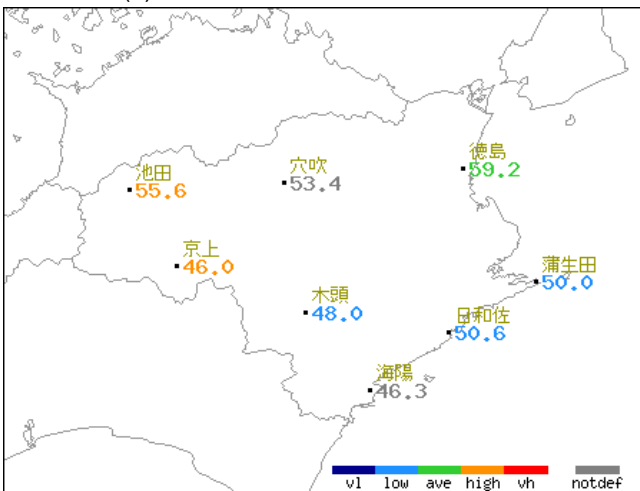 徳島
59.2
穴吹
53.4
池田
55.6
京上
46.0
蒲生田
50.0
木頭
48.0
日和佐
50.6
海陽
46.3
vl low ave high vh notdef